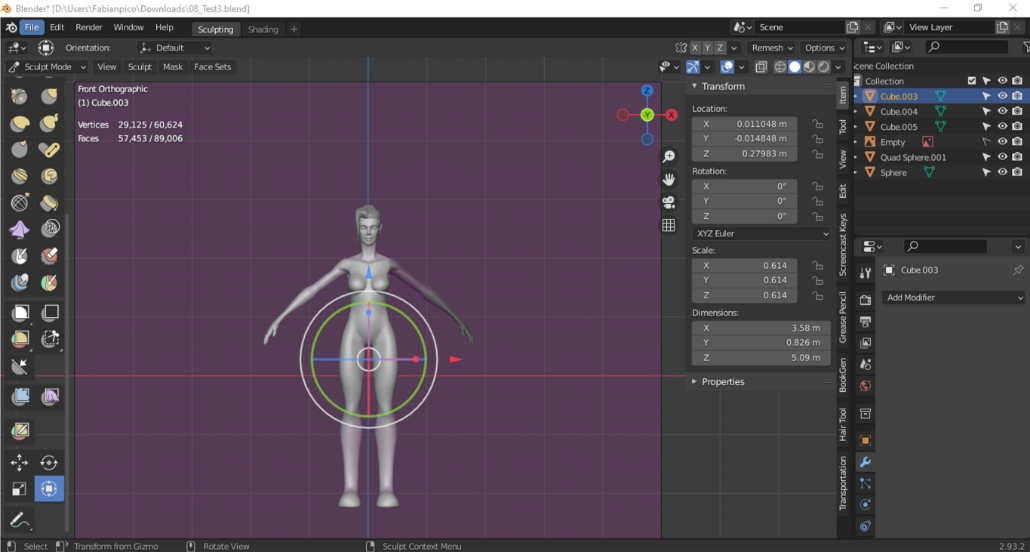 Blender* [D:\Users\Fabianpico\Downloads\08_Test3.blend]
File Edit Render Window Help Sculpting Shading + Scene View Layer
Orientation: Default X Y Z Remesh Options
Sculpt Mode View Sculpt Mask Face Sets
Front Orthographic
(1) Cube.003
Vertices 29,125 / 60,624
Faces 57,453 / 89,006
Z
Y X
Transform
Location:
X 0.011048 m
Y -0.014848 m
Z 0.27983 m
Rotation:
X 0°
Y 0°
Z 0°
XYZ Euler
Scale:
X 0.614
Y 0.614
Z 0.614
Dimensions:
X 3.58 m
Y 0.826 m
Z 5.09 m
Properties
Item
Tool
View
Edit
Screencast Keys
Grease Pencil
BookGen
Hair Tool
Transportation
cene Collection
Collection
Cube.003
Cube.004
Cube.005
Empty
Quad Sphere.001
Sphere
Cube.003
Add Modifier
Select Transform from Gizmo Rotate View Sculpt Context Menu 2.93.2